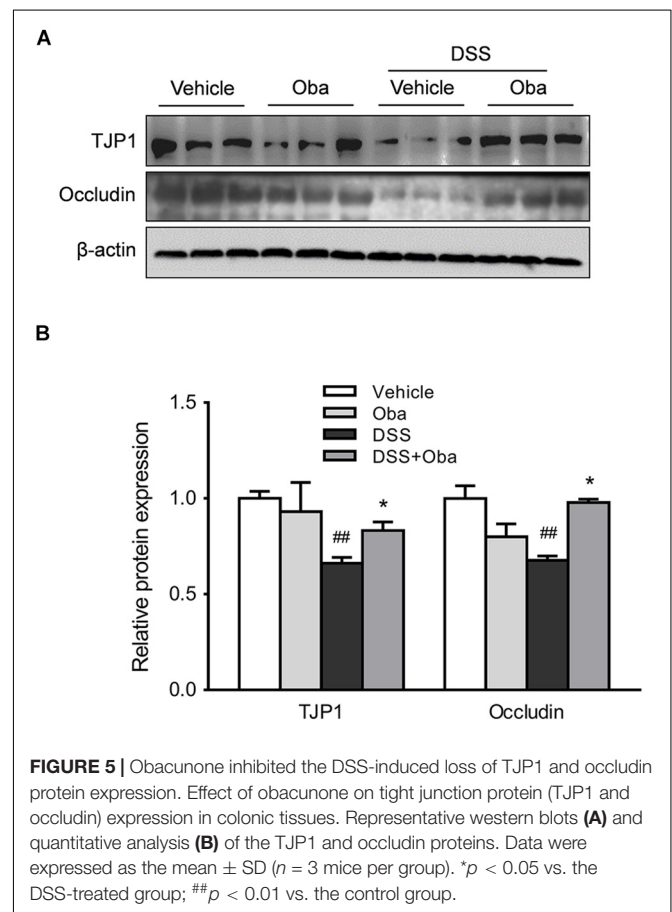 A
DSS
Vehicle Oba Vehicle Oba
TJP1
Occludin
β-actin
B
Vehicle
Oba
DSS
DSS+Oba
Relative protein expression
1.5
1.0
0.5
0.0
## *
## *
TJP1 Occludin
FIGURE 5 | Obacunone inhibited the DSS-induced loss of TJP1 and occludin
protein expression. Effect of obacunone on tight junction protein (TJP1 and
occludin) expression in colonic tissues. Representative western blots (A) and
quantitative analysis (B) of the TJP1 and occludin proteins. Data were
expressed as the mean ± SD (n = 3 mice per group). *p < 0.05 vs. the
DSS-treated group; ##p < 0.01 vs. the control group.